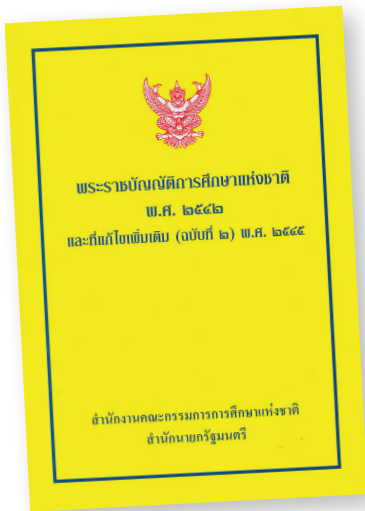 พระราชบัญญัติการศึกษาแห่งชาติ
พ.ศ. ๒๕๔๒
และที่แก้ไขเพิ่มเติม (ฉบับที่ ๒) พ.ศ. ๒๕๔๕
สำนักงานคณะกรรมการการศึกษาแห่งชาติ
สำนักนายกรัฐมนตรี